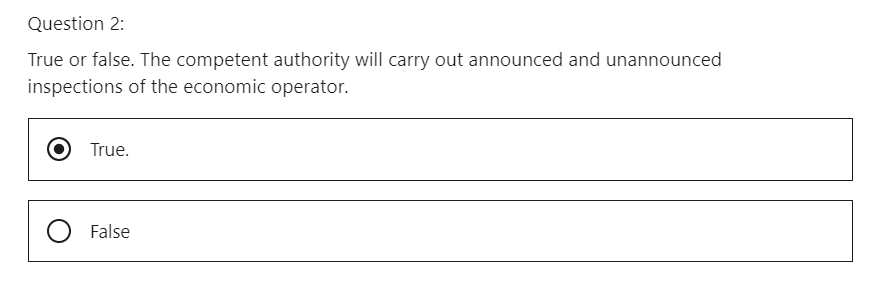 Question 2:
True or false. The competent authority will carry out announced and unannounced
inspections of the economic operator.
True.
False